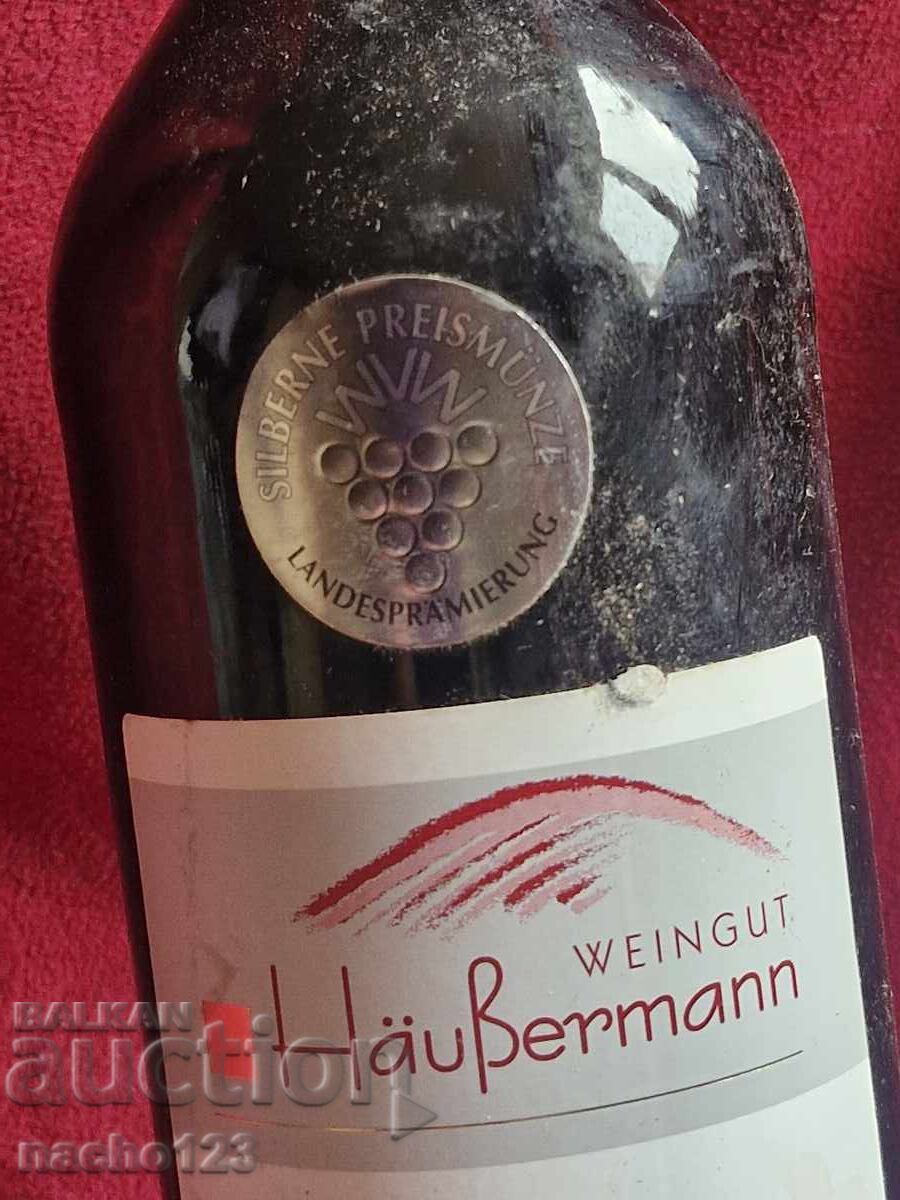 SILBERNE PREISMÜNZE
WVW
LANDESPRÄMIERUNG
WEINGUT
Häußermann
BALKAN
auction
nacho123